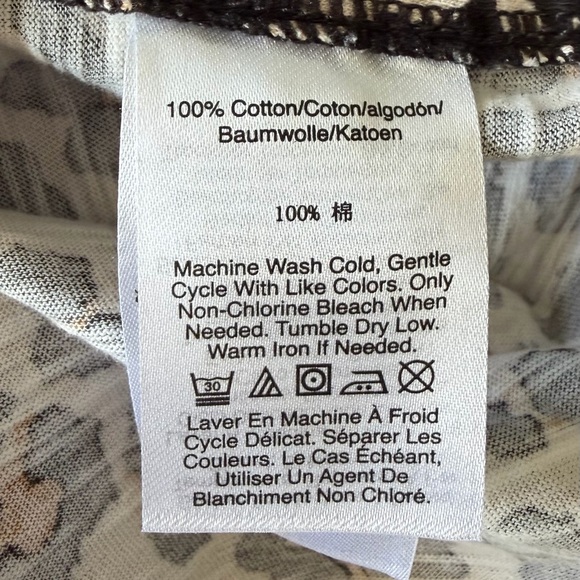 100% Cotton/Coton/algodón/
Baumwolle/Katoen
100% 棉
Machine Wash Cold, Gentle
Cycle With Like Colors. Only
Non-Chlorine Bleach When
Needed. Tumble Dry Low.
Warm Iron If Needed.
30
Laver En Machine À Froid
Cycle Délicat. Séparer Les
Couleurs. Le Cas Échéant,
Utiliser Un Agent De
Blanchiment Non Chloré.